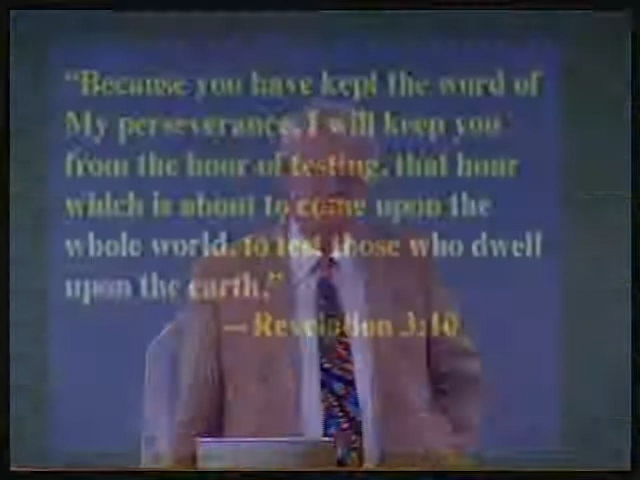 “Because you have kept the word of
My perseverance, I will keep you
from the hour of testing, that hour
which is about to come upon the
whole world, to test those who dwell
upon the earth.”
—Revelation 3:10